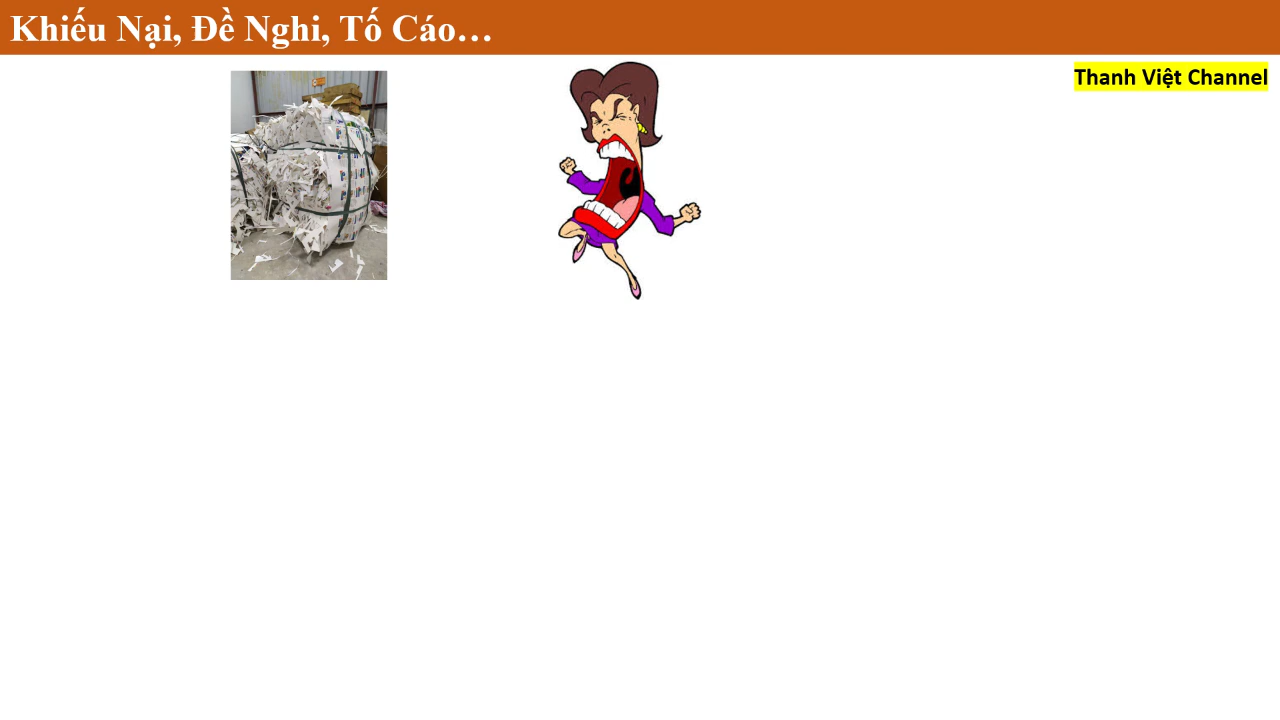 Khiếu Nại, Đề Nghi, Tố Cáo…
Thanh Việt Channel